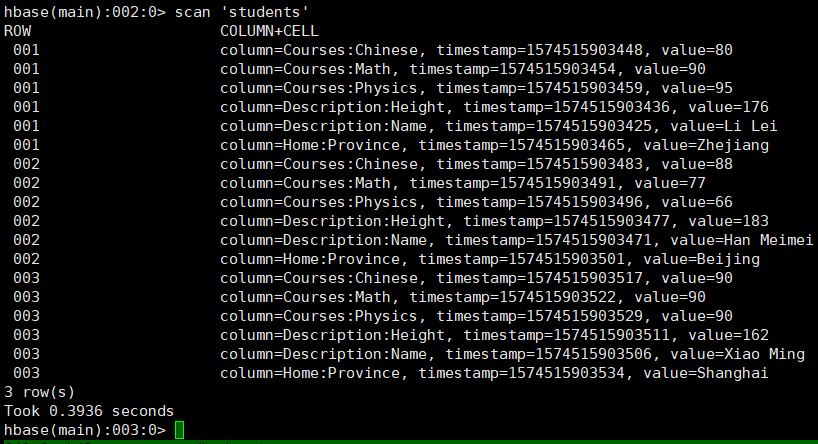 hbase(main):002:0> scan 'students'
ROW COLUMN+CELL
001 column=Courses:Chinese, timestamp=1574515903448, value=80
001 column=Courses:Math, timestamp=1574515903454, value=90
001 column=Courses:Physics, timestamp=1574515903459, value=95
001 column=Description:Height, timestamp=1574515903436, value=176
001 column=Description:Name, timestamp=1574515903425, value=Li Lei
001 column=Home:Province, timestamp=1574515903465, value=Zhejiang
002 column=Courses:Chinese, timestamp=1574515903483, value=88
002 column=Courses:Math, timestamp=1574515903491, value=77
002 column=Courses:Physics, timestamp=1574515903496, value=66
002 column=Description:Height, timestamp=1574515903477, value=183
002 column=Description:Name, timestamp=1574515903471, value=Han Meimei
002 column=Home:Province, timestamp=1574515903501, value=Beijing
003 column=Courses:Chinese, timestamp=1574515903517, value=90
003 column=Courses:Math, timestamp=1574515903522, value=90
003 column=Courses:Physics, timestamp=1574515903529, value=90
003 column=Description:Height, timestamp=1574515903511, value=162
003 column=Description:Name, timestamp=1574515903506, value=Xiao Ming
003 column=Home:Province, timestamp=1574515903534, value=Shanghai
3 row(s)
Took 0.3936 seconds
hbase(main):003:0>